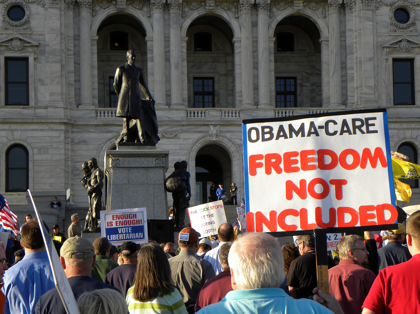 OBAMA-CARE
FREEDOM
NOT
INCLUDED
ENOUGH IS
ENOUGH
VOTE
LIBERTARIAN